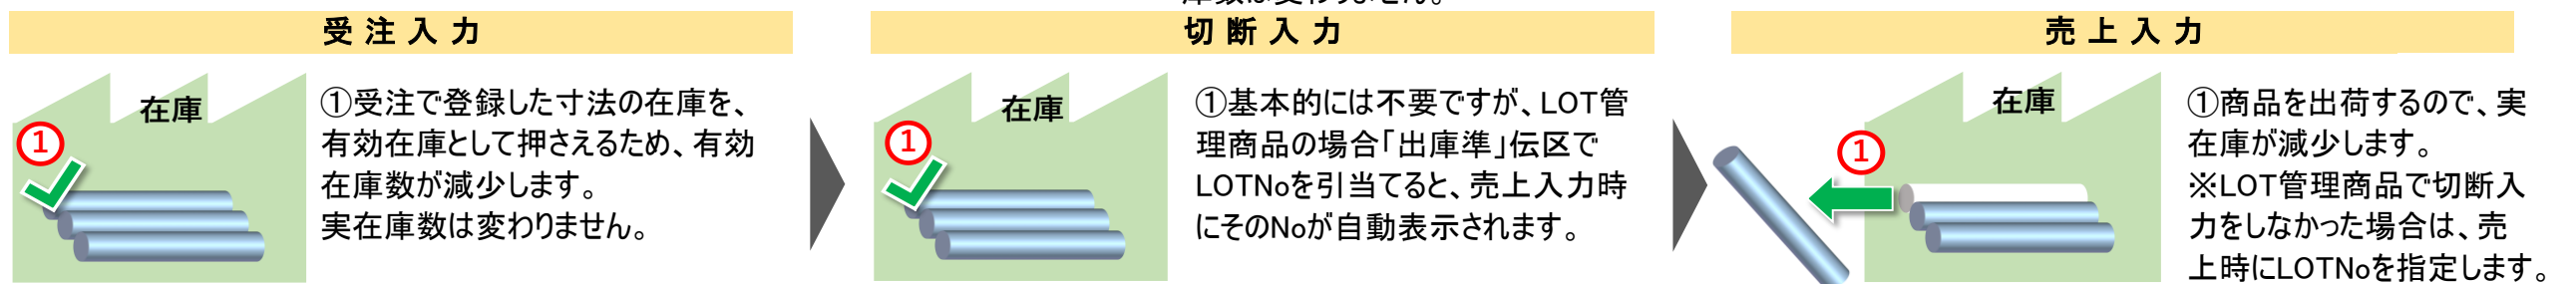 受注入力
在庫
①
①受注で登録した寸法の在庫を、
有効在庫として押さえるため、有効
在庫数が減少します。
実在庫数は変わりません。
切断入力
在庫
①
①基本的には不要ですが、LOT管
理商品の場合「出庫準」伝区で
LOTNoを引当てると、売上入力時
にそのNoが自動表示されます。
売上入力
在庫
①
①商品を出荷するので、実
在庫が減少します。
※LOT管理商品で切断入
力をしなかった場合は、売
上時にLOTNoを指定します。